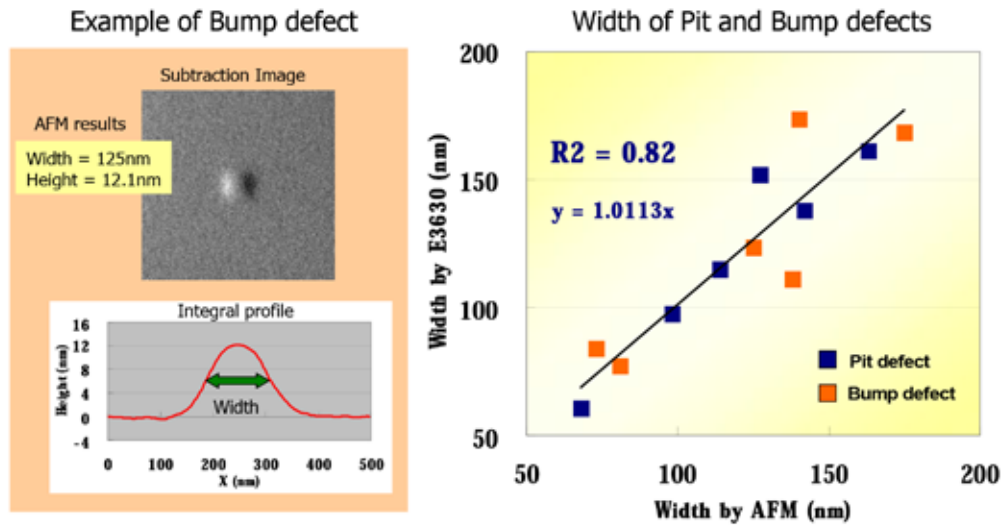 Example of Bump defect
Subtraction Image
AFM results
Width = 125nm
Height = 12.1nm
Integral profile
Height (nm)
16
12
8
4
0
-4
Width
0 100 200 300 400 500
X (nm)
Width of Pit and Bump defects
Width by E3630 (nm)
200
150
100
50
R2 = 0.82
y = 1.0113x
Pit defect
Bump defect
50 100 150 200
Width by AFM (nm)